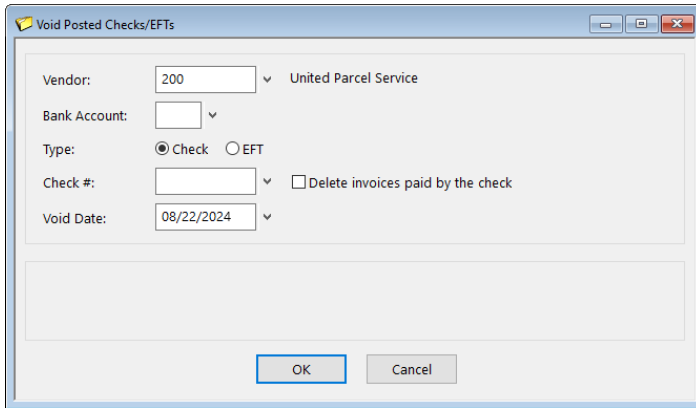 Void Posted Checks/EFTs
Vendor: 200 United Parcel Service
Bank Account:
Type: Check EFT
Check #: Delete invoices paid by the check
Void Date: 08/22/2024
OK Cancel